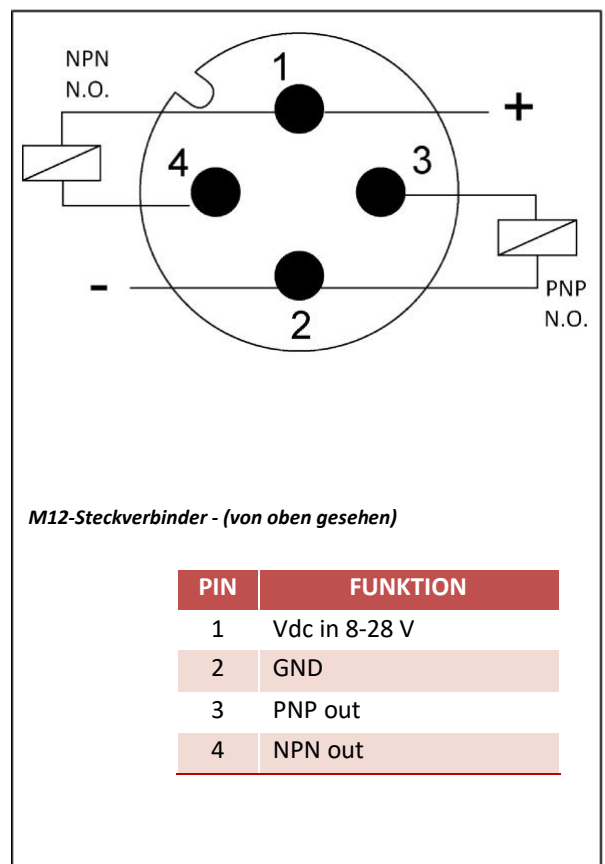 NPN
N.O.
1
+
4
3
-
2
PNP
N.O.
M12-Steckverbinder - (von oben gesehen)
PIN FUNKTION
1 Vdc in 8-28 V
2 GND
3 PNP out
4 NPN out